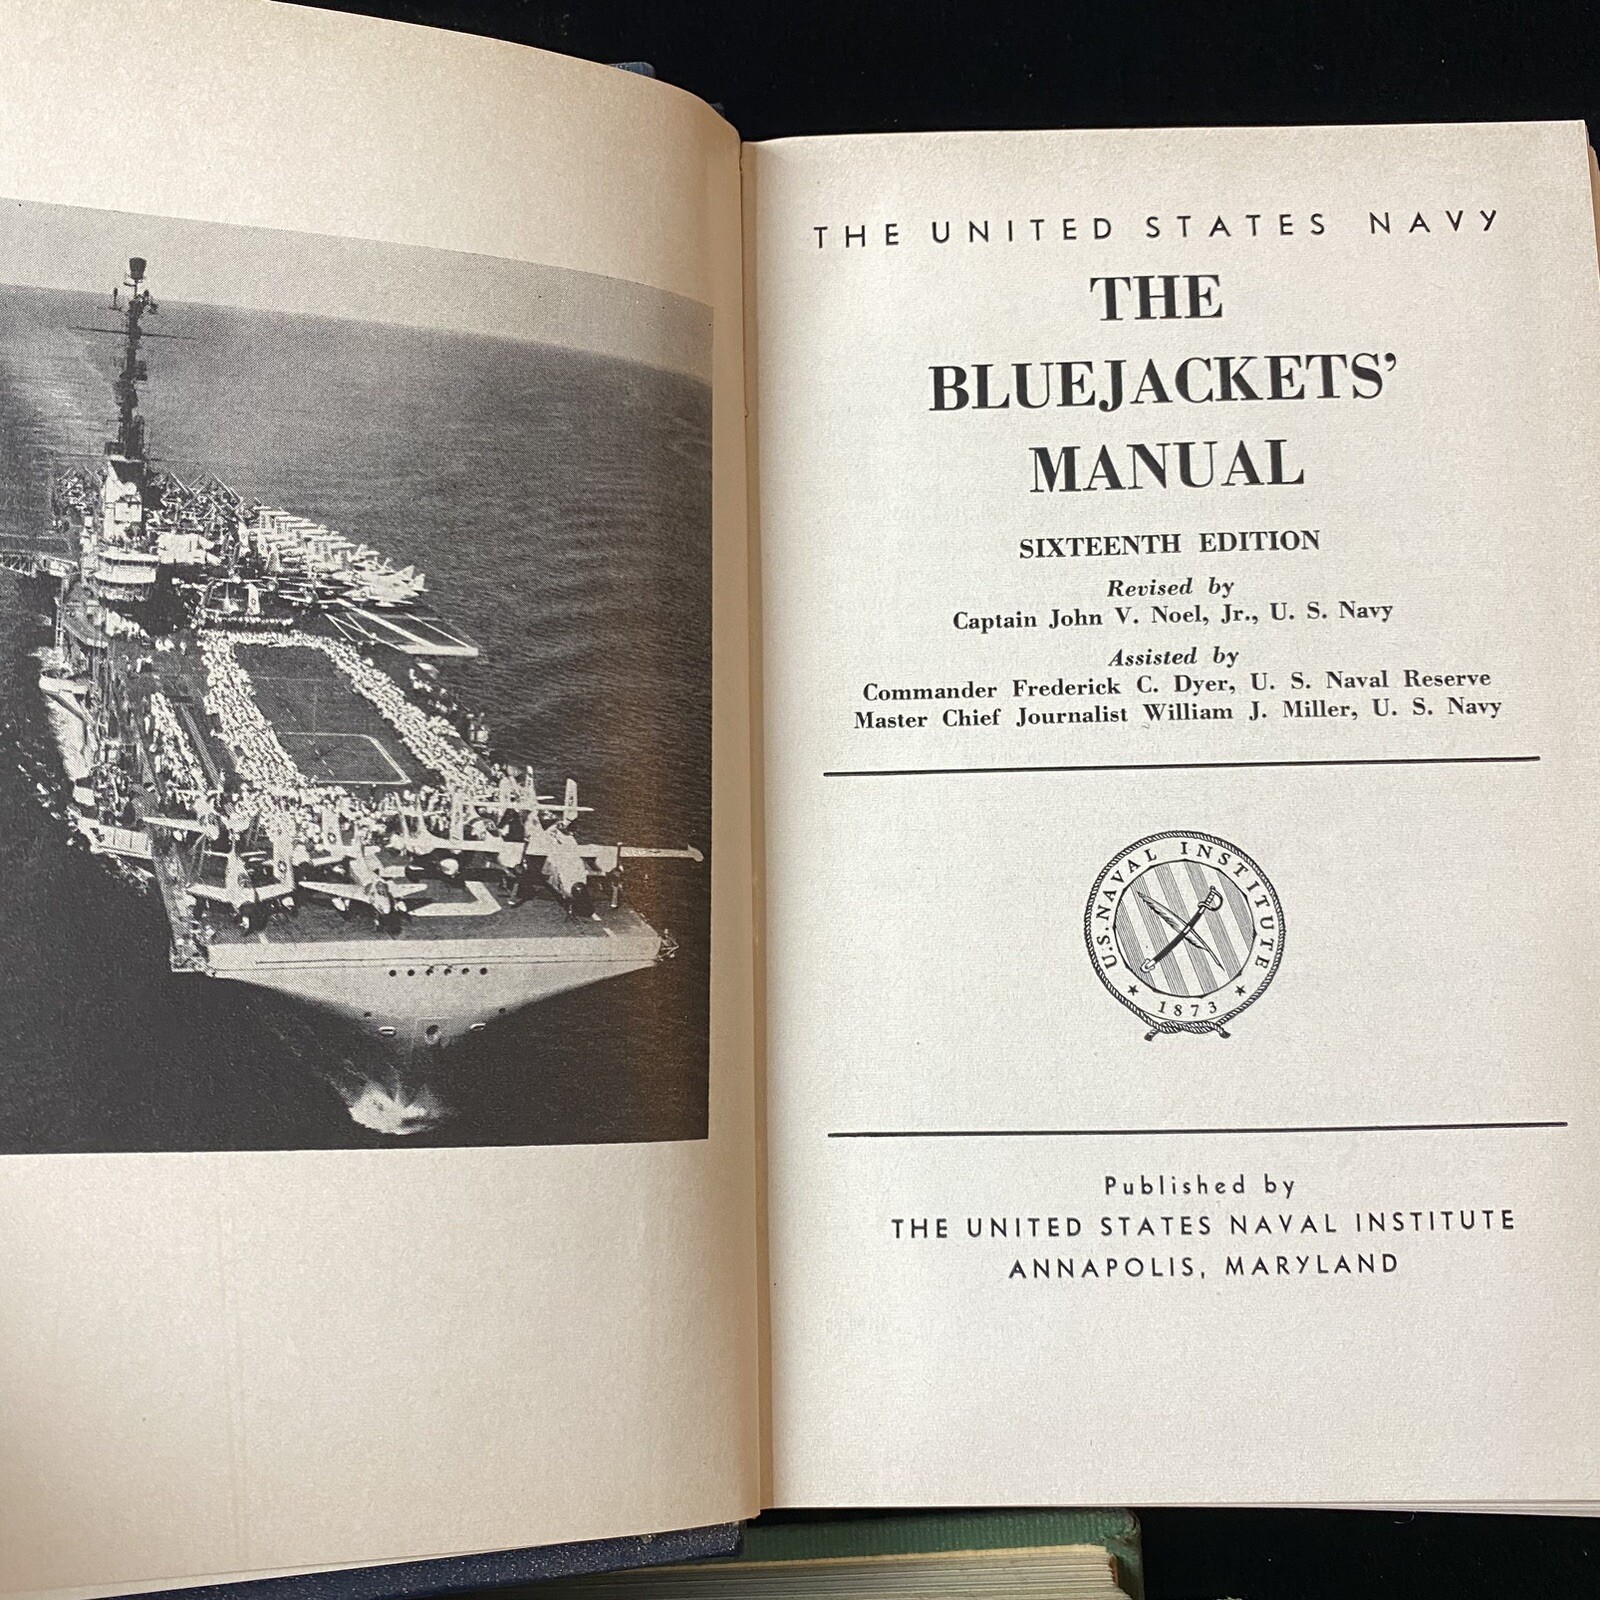 THE UNITED STATES NAVY
THE
BLUEJACKETS’
MANUAL
SIXTEENTH EDITION
Revised by
Captain John V. Noel, Jr., U. S. Navy
Assisted by
Commander Frederick C. Dyer, U. S. Naval Reserve
Master Chief Journalist William J. Miller, U. S. Navy
U.S. NAVAL INSTITUTE
1873
Published by
THE UNITED STATES NAVAL INSTITUTE
ANNAPOLIS, MARYLAND